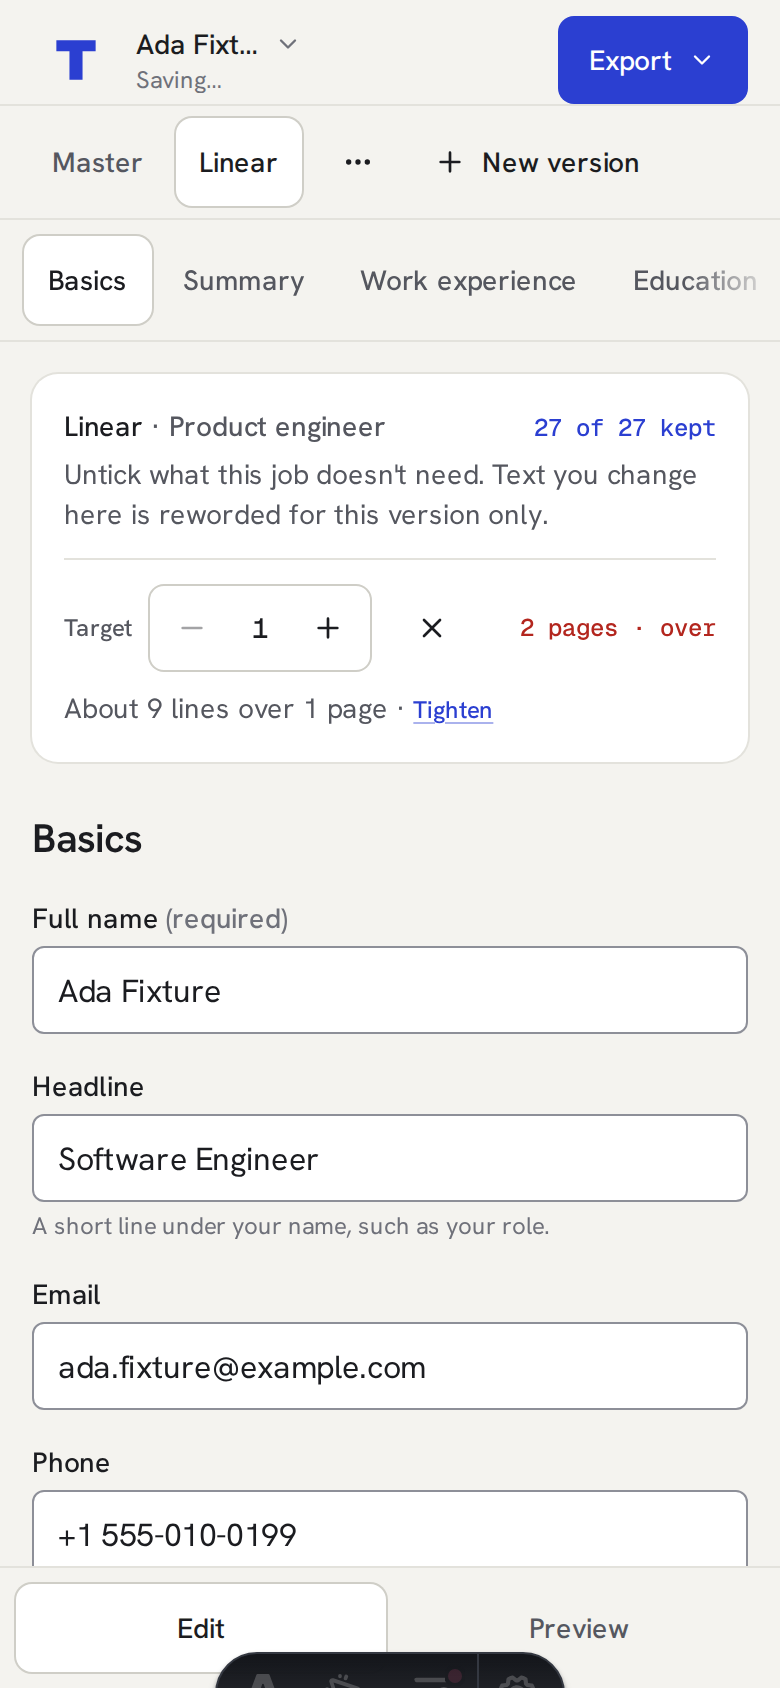 T
Ada Fixt...
Saving...
Export
Master
Linear
New version
Basics
Summary
Work experience
Education
Linear · Product engineer
27 of 27 kept
Untick what this job doesn't need. Text you change
here is reworded for this version only.
Target
1
2 pages · over
About 9 lines over 1 page · Tighten
Basics
Full name (required)
Ada Fixture
Headline
Software Engineer
A short line under your name, such as your role.
Email
ada.fixture@example.com
Phone
+1 555-010-0199
Edit
Preview